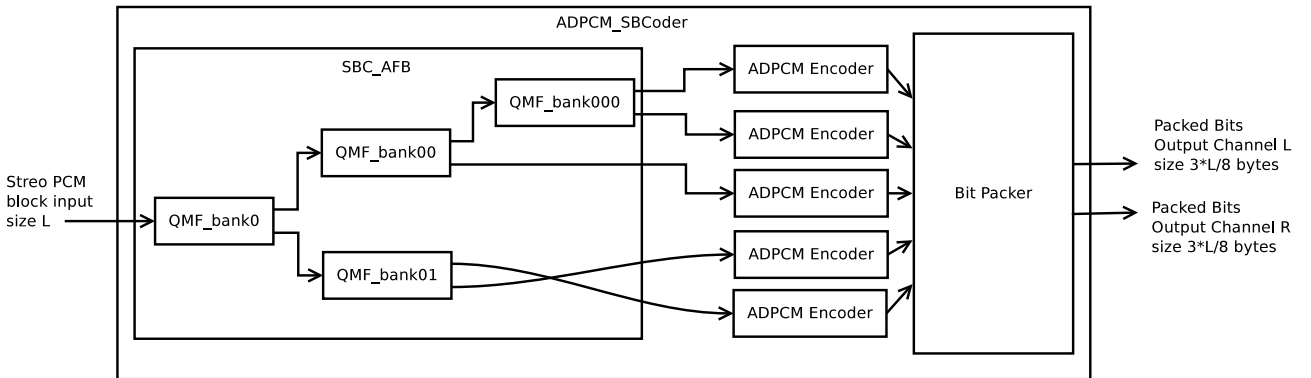 ADPCM_SBCoder
SBC_AFB
Streo PCM
block input
size L
QMF_bank0
QMF_bank00
QMF_bank01
QMF_bank000
ADPCM Encoder
ADPCM Encoder
ADPCM Encoder
ADPCM Encoder
ADPCM Encoder
Bit Packer
Packed Bits
Output Channel L
size 3*L/8 bytes
Packed Bits
Output Channel R
size 3*L/8 bytes